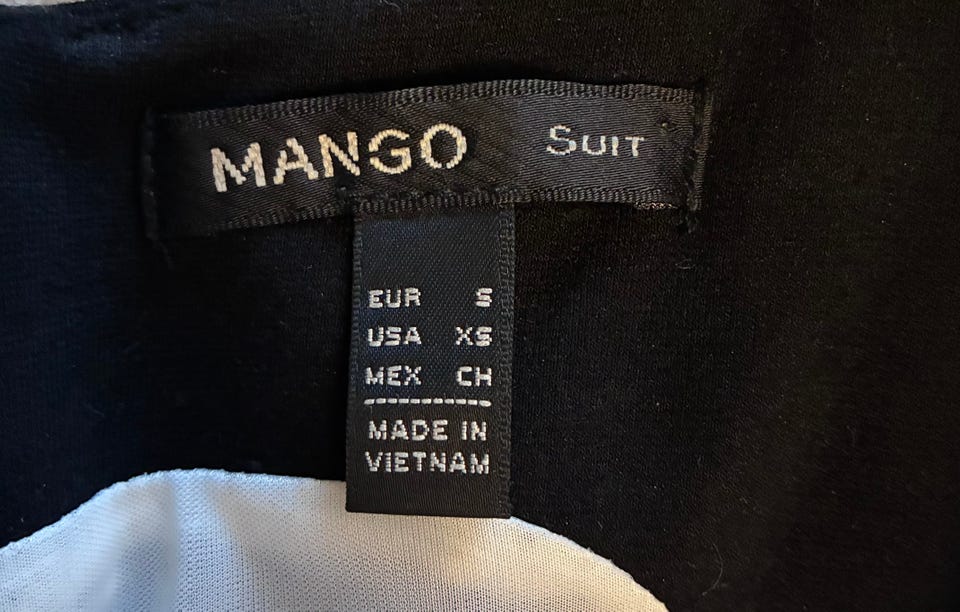 MANGO Suit
EUR S
USA XS
MEX CH
MADE IN
VIETNAM